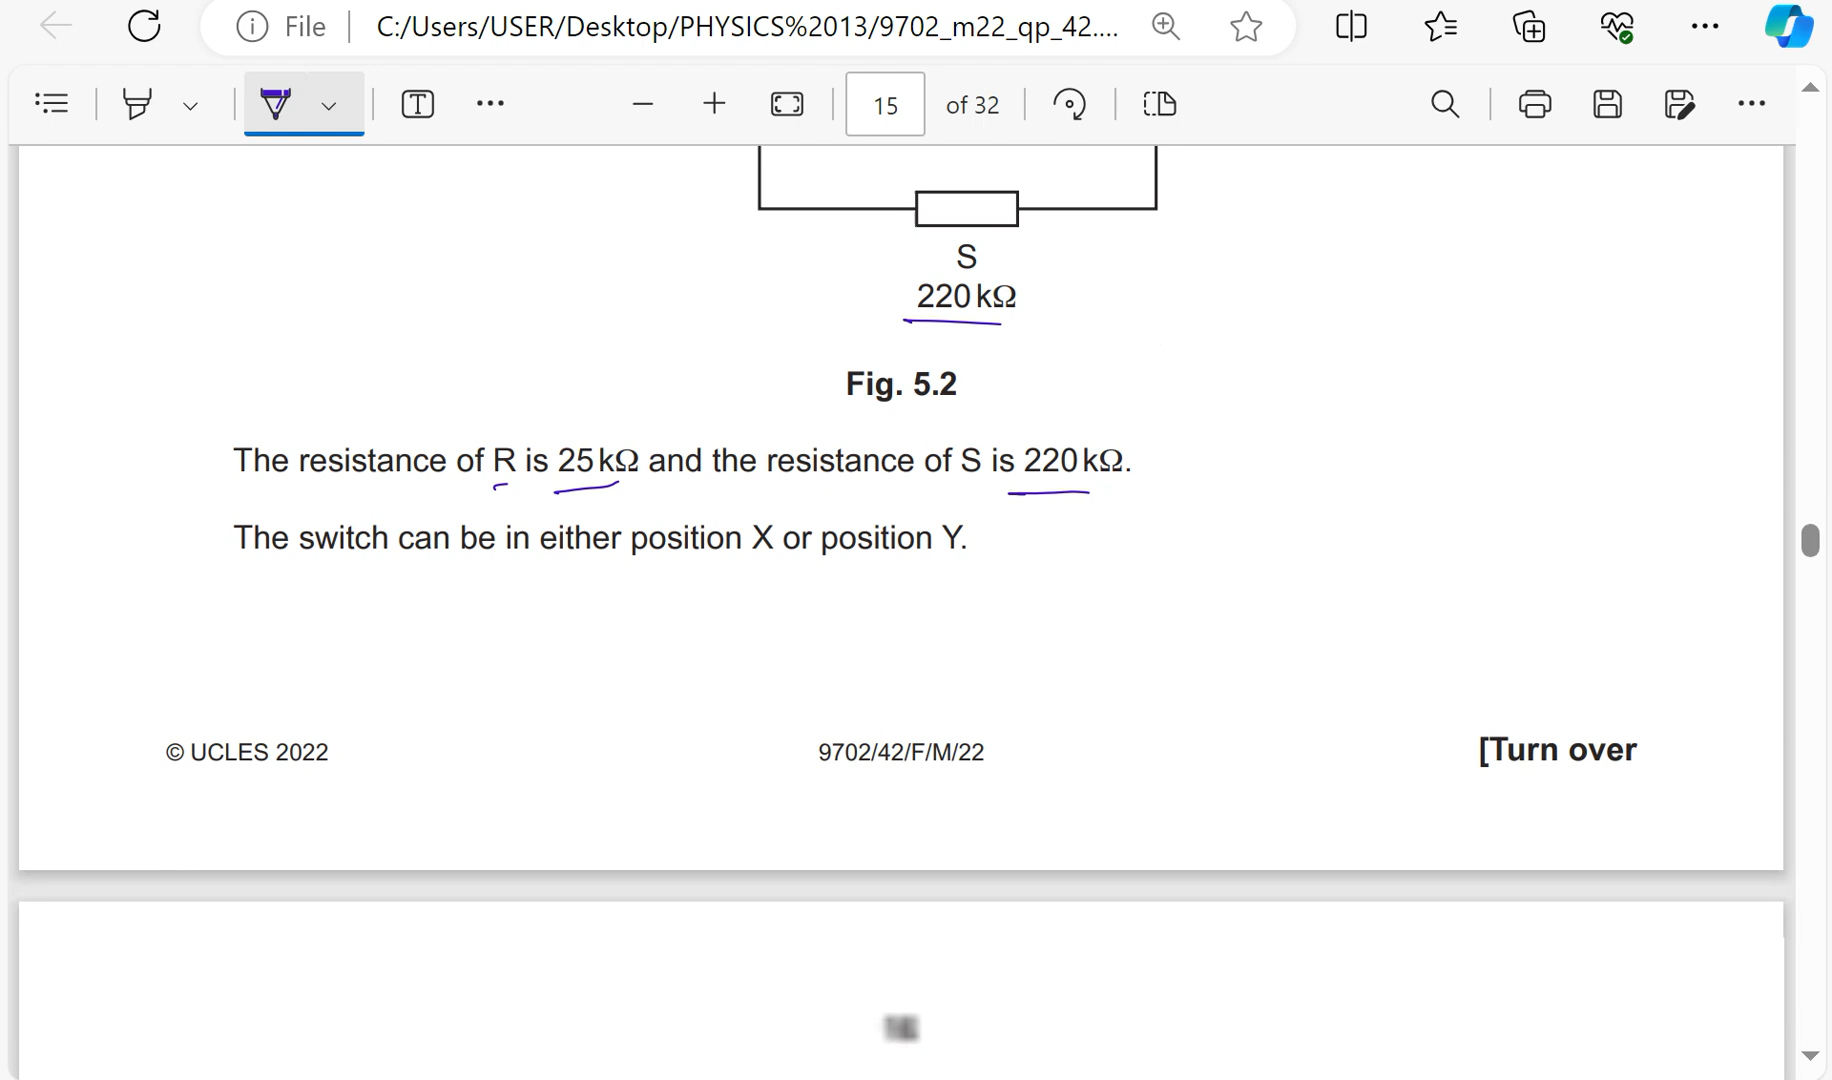 File C:/Users/USER/Desktop/PHYSICS%2013/9702_m22_qp_42....
15 of 32
S
220 kΩ
Fig. 5.2
The resistance of R is 25 kΩ and the resistance of S is 220 kΩ.
The switch can be in either position X or position Y.
© UCLES 2022 9702/42/F/M/22 [Turn over